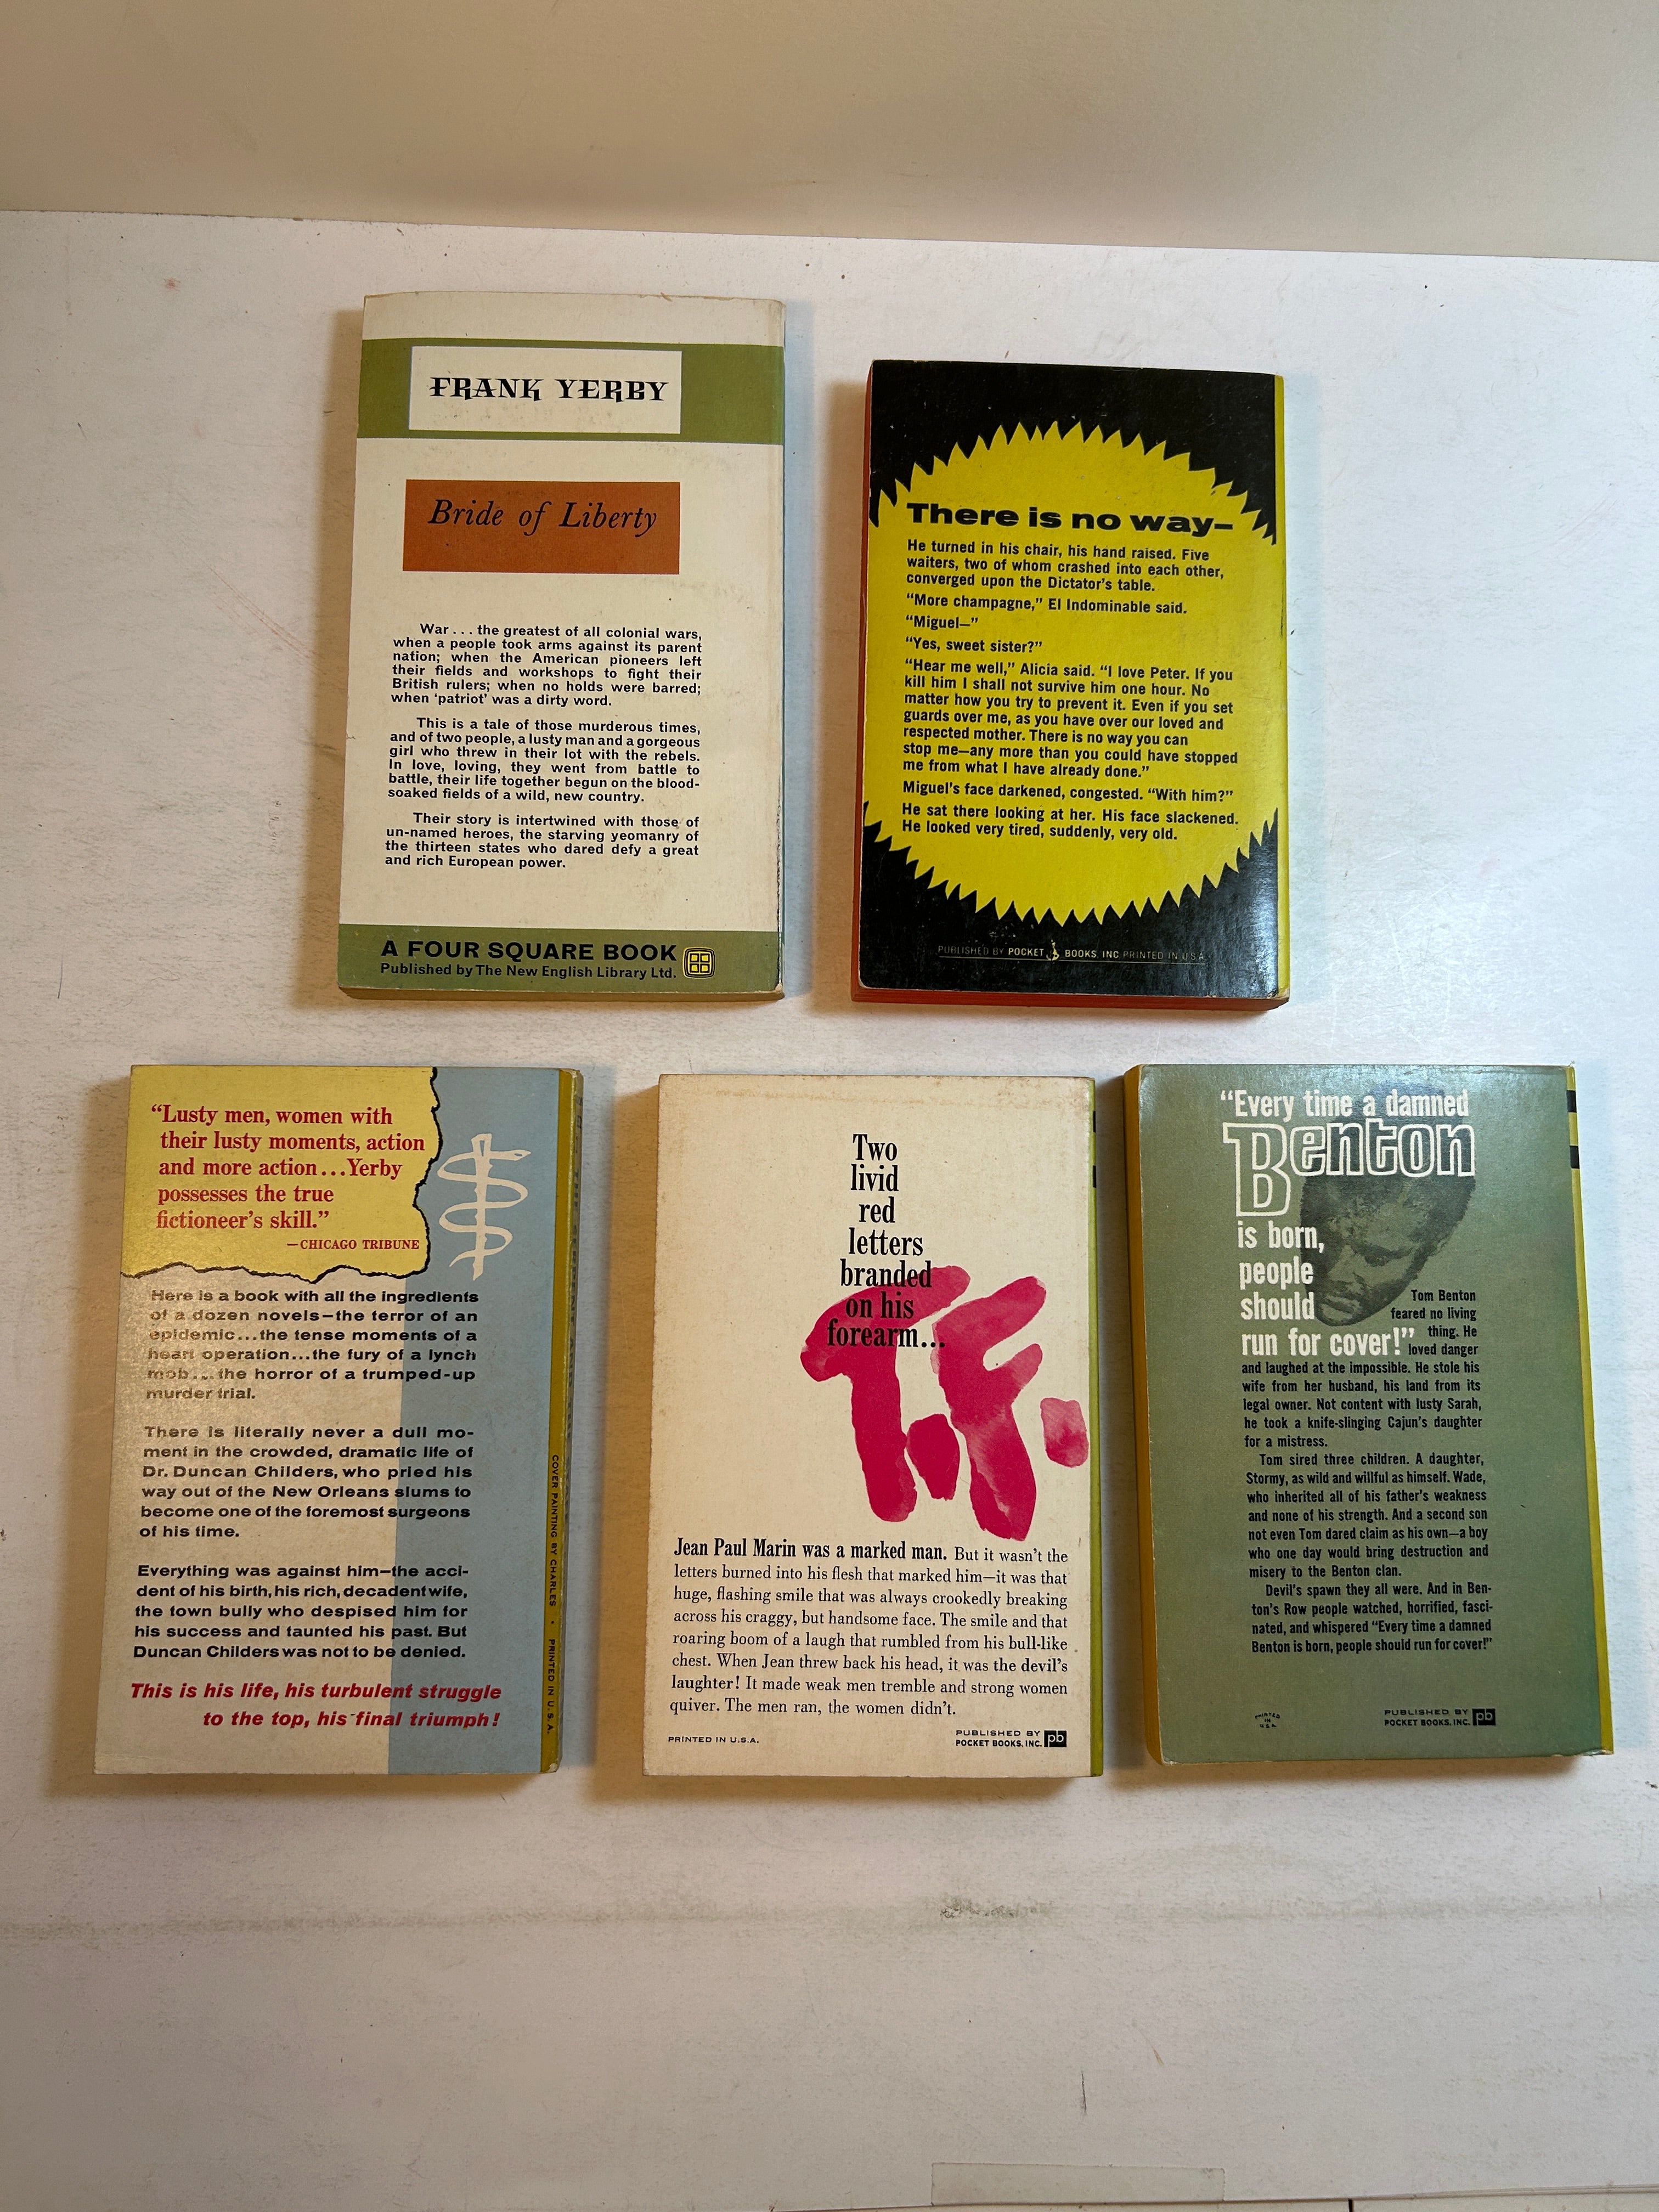 FRANK YERBY
Bride of Liberty
War . . . the greatest of all colonial wars,
when a people took arms against its parent
nation; when the American pioneers left
their fields and workshops to fight their
British rulers; when no holds were barred;
when ‘patriot’ was a dirty word.
This is a tale of those murderous times,
and of two people, a lusty man and a gorgeous
girl who threw in their lot with the rebels.
In love, loving, they went from battle to
battle, their life together begun on the blood-
soaked fields of a wild, new country.
Their story is intertwined with those of
un-named heroes, the starving yeomanry of
the thirteen states who dared defy a great
and rich European power.
A FOUR SQUARE BOOK
Published by The New English Library Ltd.
There is no way–
He turned in his chair, his hand raised. Five
waiters, two of whom crashed into each other,
converged upon the Dictator’s table.
“More champagne,” El Indominable said.
“Miguel—”
“Yes, sweet sister?”
“Hear me well,” Alicia said. “I love Peter. If you
kill him I shall not survive him one hour. No
matter how you try to prevent it. Even if you set
guards over me, as you have over our loved and
respected mother. There is no way you can
stop me—any more than you could have stopped
me from what I have already done.”
Miguel’s face darkened, congested. “With him?”
He sat there looking at her. His face slackened.
He looked very tired, suddenly, very old.
PUBLISHED BY POCKET BOOKS, INC. PRINTED IN U.S.A.
“Lusty men, women with
their lusty moments, action
and more action...Yerby
possesses the true
fictioneer’s skill.”
—CHICAGO TRIBUNE
Here is a book with all the ingredients
of a dozen novels—the terror of an
epidemic...the tense moments of a
heart operation...the fury of a lynch
mob...the horror of a trumped-up
murder trial.
There is literally never a dull mo-
ment in the crowded, dramatic life of
Dr. Duncan Childers, who pried his
way out of the New Orleans slums to
become one of the foremost surgeons
of his time.
Everything was against him—the acci-
dent of his birth, his rich, decadent wife,
the town bully who despised him for
his success and taunted his past. But
Duncan Childers was not to be denied.
This is his life, his turbulent struggle
to the top, his final triumph!
COVER PAINTING BY CHARLES • PRINTED IN U.S.A.
Two
livid
red
letters
branded
on his
forearm...
T.F.
Jean Paul Marin was a marked man. But it wasn’t the
letters burned into his flesh that marked him—it was that
huge, flashing smile that was always crookedly breaking
across his craggy, but handsome face. The smile and that
roaring boom of a laugh that rumbled from his bull-like
chest. When Jean threw back his head, it was the devil’s
laughter! It made weak men tremble and strong women
quiver. The men ran, the women didn’t.
PRINTED IN U.S.A.
PUBLISHED BY
POCKET BOOKS, INC. pb
“Every time a damned
Benton
is born,
people
should
run for cover!”
Tom Benton
feared no living
thing. He
loved danger
and laughed at the impossible. He stole his
wife from her husband, his land from its
legal owner. Not content with lusty Sarah,
he took a knife-slinging Cajun’s daughter
for a mistress.
Tom sired three children. A daughter,
Stormy, as wild and willful as himself. Wade,
who inherited all of his father’s weakness
and none of his strength. And a second son
not even Tom dared claim as his own—a boy
who one day would bring destruction and
misery to the Benton clan.
Devil’s spawn they all were. And in Ben-
ton’s Row people watched, horrified, fasci-
nated, and whispered “Every time a damned
Benton is born, people should run for cover!”
PRINTED
IN
U.S.A.
PUBLISHED BY
POCKET BOOKS, INC. pb